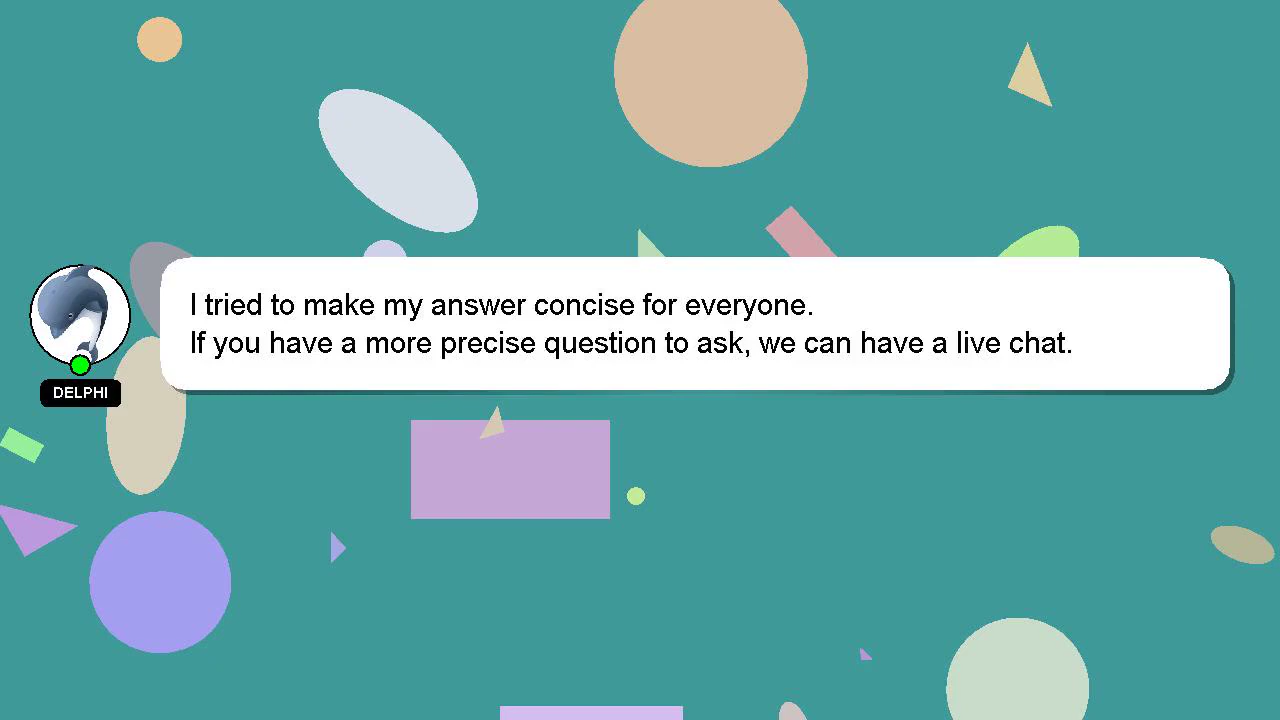 I tried to make my answer concise for everyone.
If you have a more precise question to ask, we can have a live chat.
DELPHI